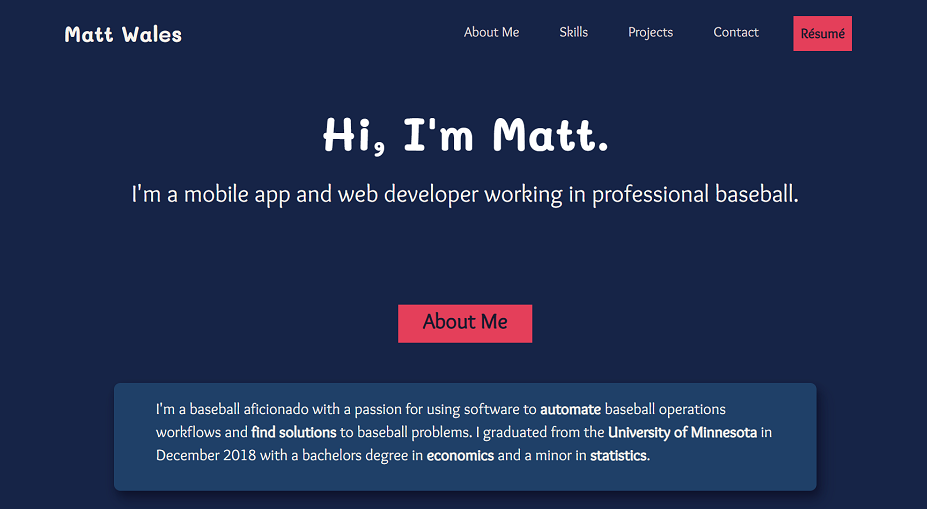 Matt Wales
About Me
Skills
Projects
Contact
Résumé
Hi, I'm Matt.
I'm a mobile app and web developer working in professional baseball.
About Me
I'm a baseball aficionado with a passion for using software to automate baseball operations
workflows and find solutions to baseball problems. I graduated from the University of Minnesota in
December 2018 with a bachelors degree in economics and a minor in statistics.